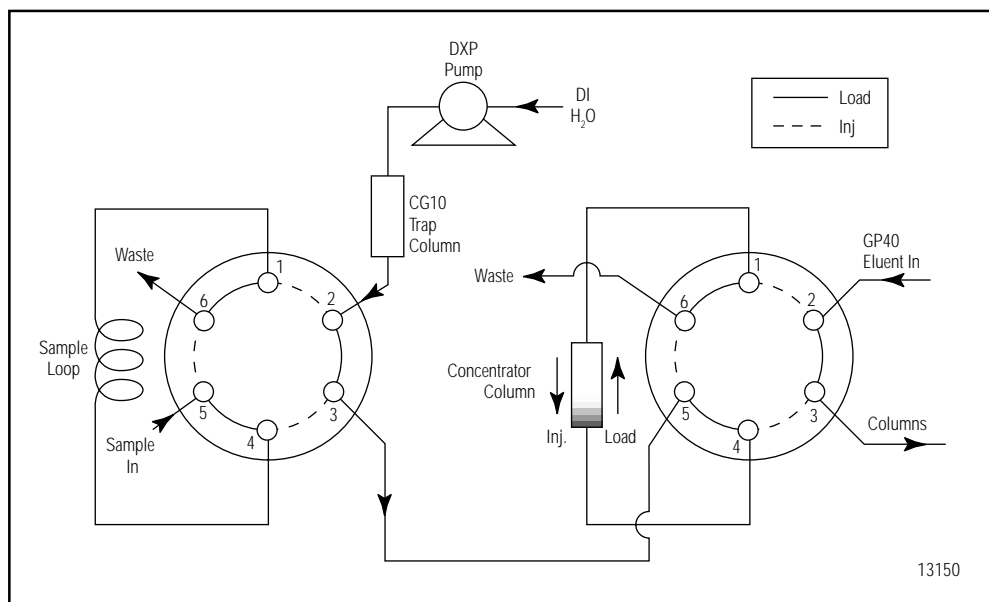 DXP
Pump
DI
H₂O
Load
Inj
CG10
Trap
Column
Waste
1
2
3
4
5
6
Sample
Loop
Sample
In
Waste
GP40
Eluent In
1
2
3
4
5
6
Concentrator
Column
Inj.
Load
Columns
13150